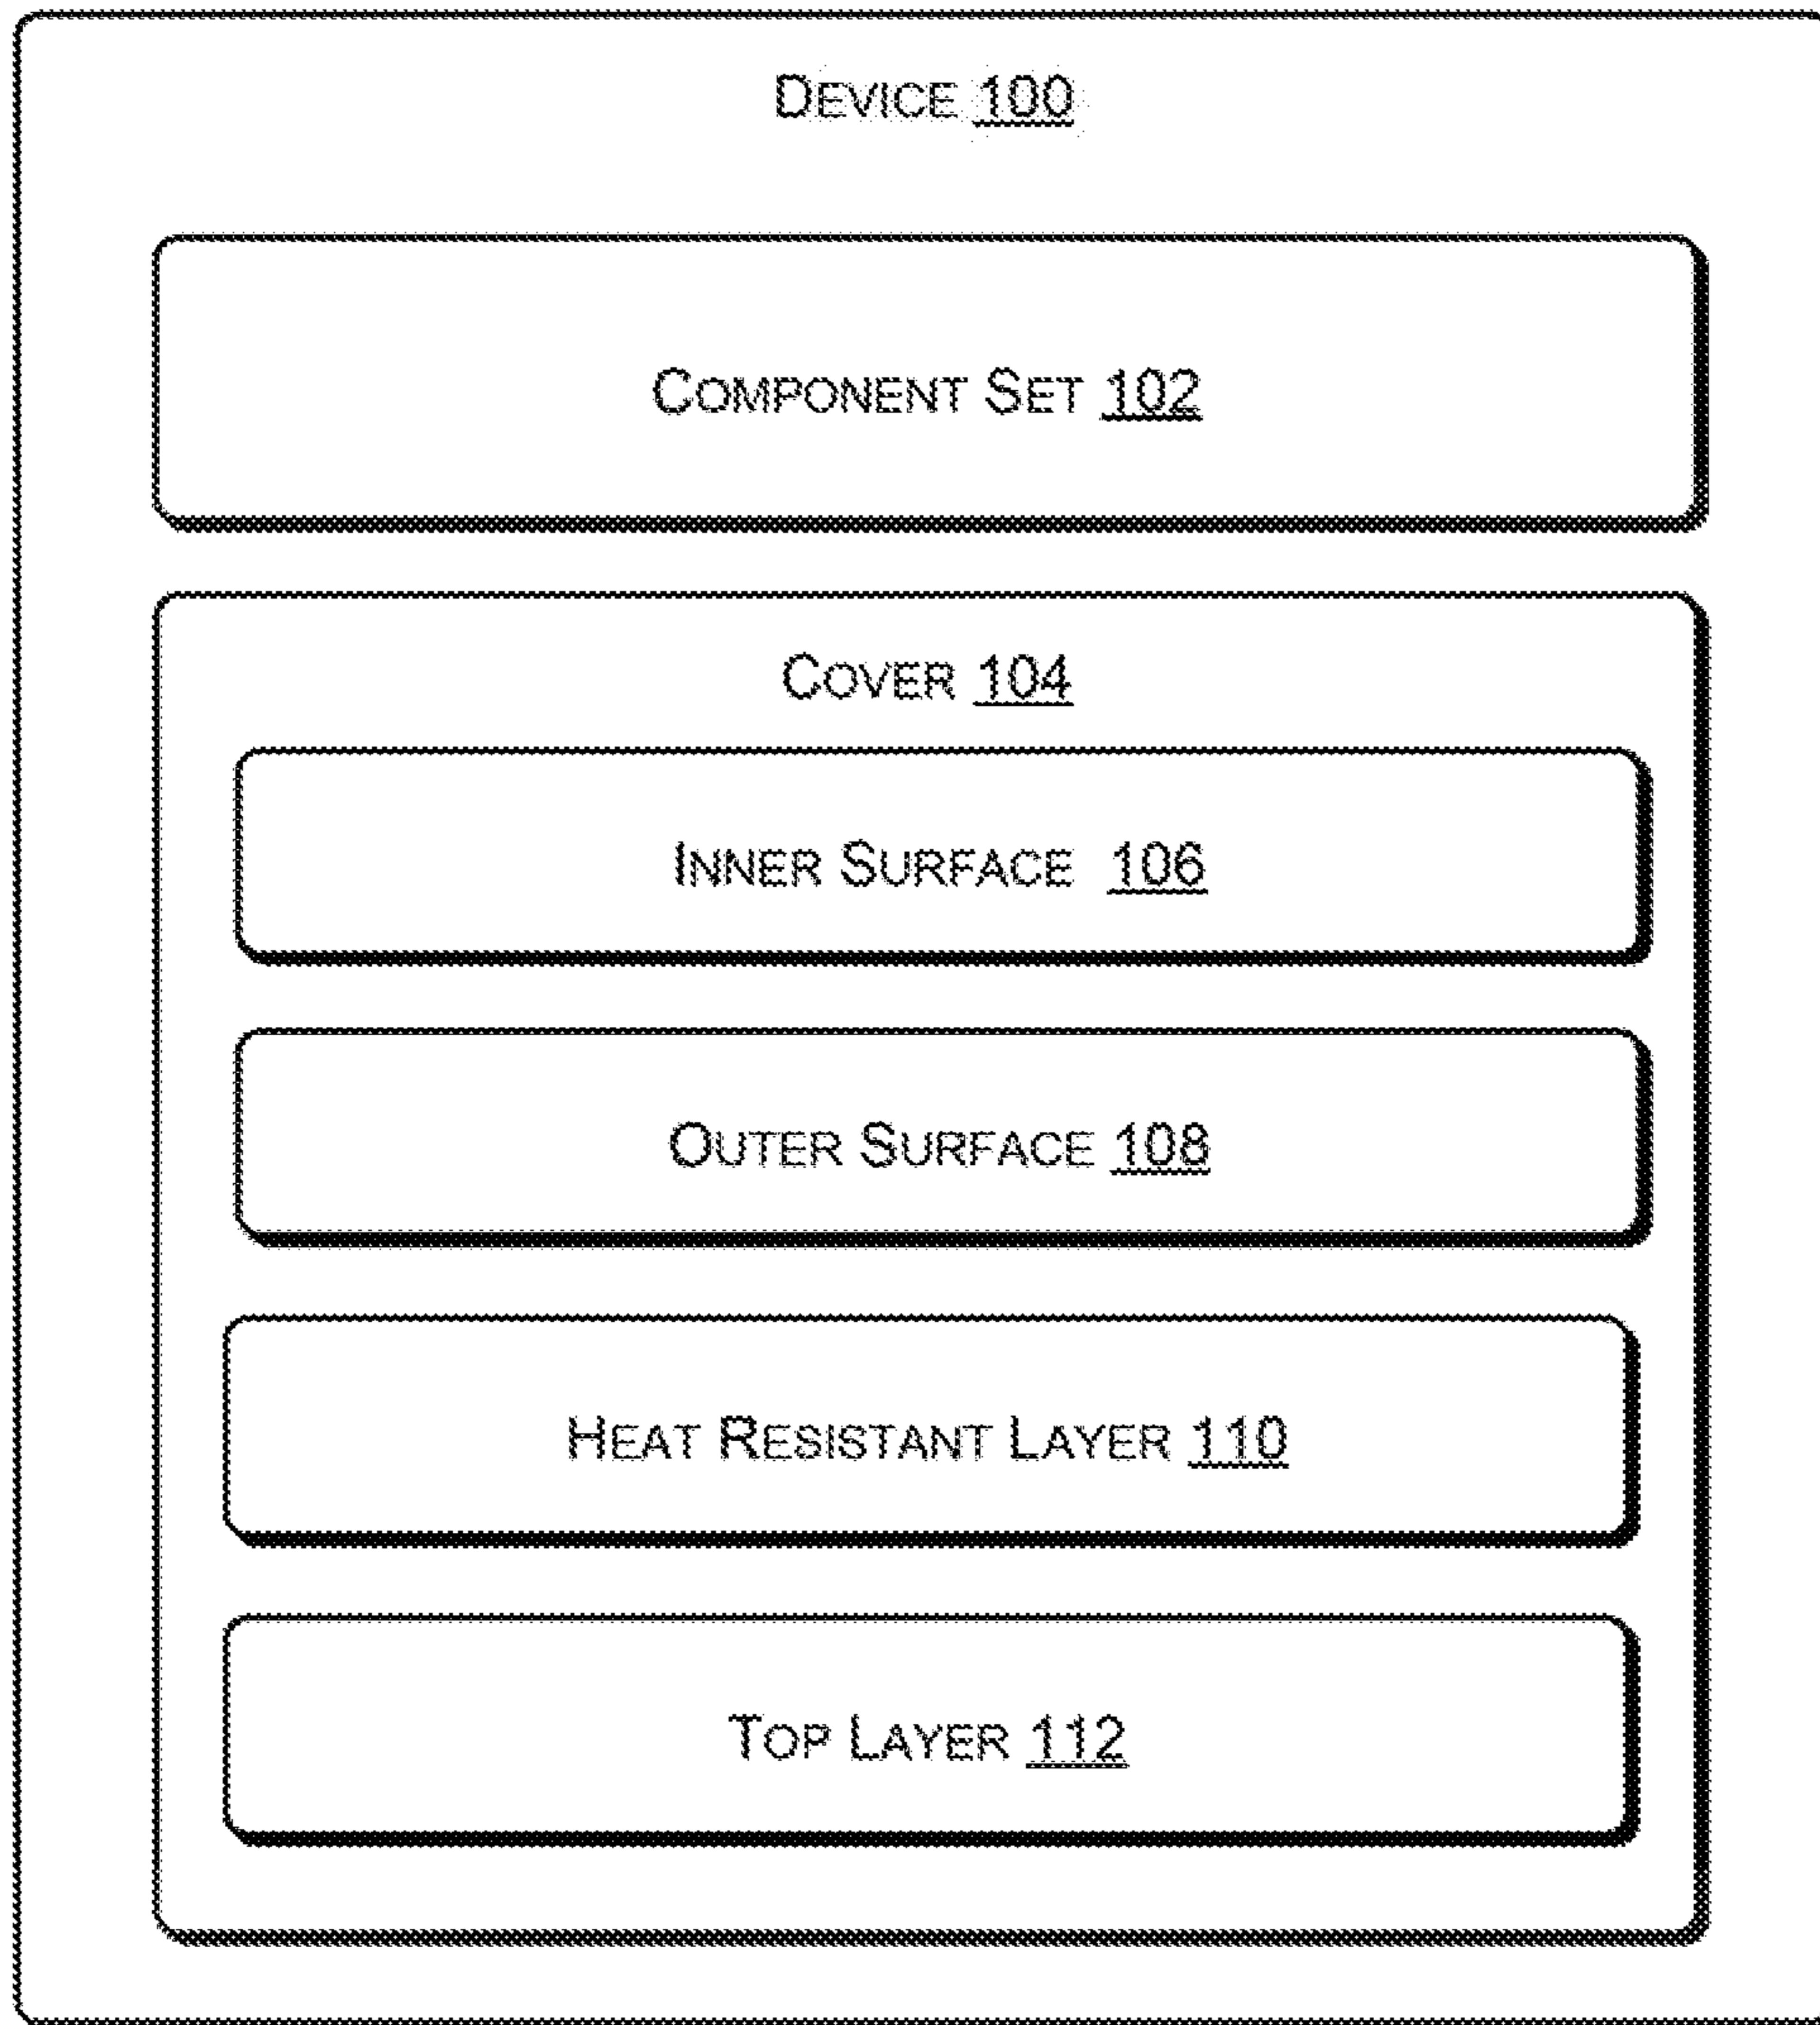 DEVICE 100
COMPONENT SET 102
COVER 104
INNER SURFACE 106
OUTER SURFACE 108
HEAT RESISTANT LAYER 110
TOP LAYER 112